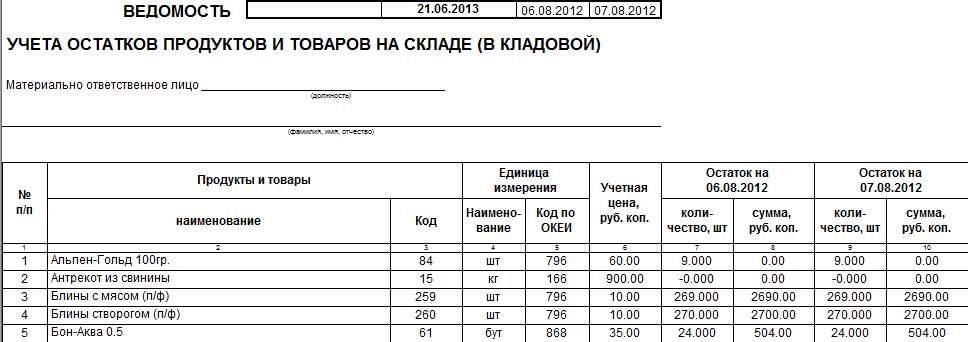 ВЕДОМОСТЬ 21.06.2013 06.08.2012 07.08.2012
УЧЕТА ОСТАТКОВ ПРОДУКТОВ И ТОВАРОВ НА СКЛАДЕ (В КЛАДОВОЙ)
Материально ответственное лицо
(должность)
(фамилия, имя, отчество)
№ п/п Продукты и товары Единица измерения Учетная цена, руб. коп. Остаток на 06.08.2012 Остаток на 07.08.2012
наименование Код Наимено-вание Код по ОКЕИ коли-чество, шт сумма, руб. коп. коли-чество, шт сумма, руб. коп.
1 2 3 4 5 6 7 8 9 10
1 Альпен-Гольд 100гр. 84 шт 796 60.00 9.000 0.00 9.000 0.00
2 Антрекот из свинины 15 кг 166 900.00 -0.000 0.00 -0.000 0.00
3 Блины с мясом (п/ф) 259 шт 796 10.00 269.000 2690.00 269.000 2690.00
4 Блины створогом (п/ф) 260 шт 796 10.00 270.000 2700.00 270.000 2700.00
5 Бон-Аква 0.5 61 бут 868 35.00 24.000 504.00 24.000 504.00